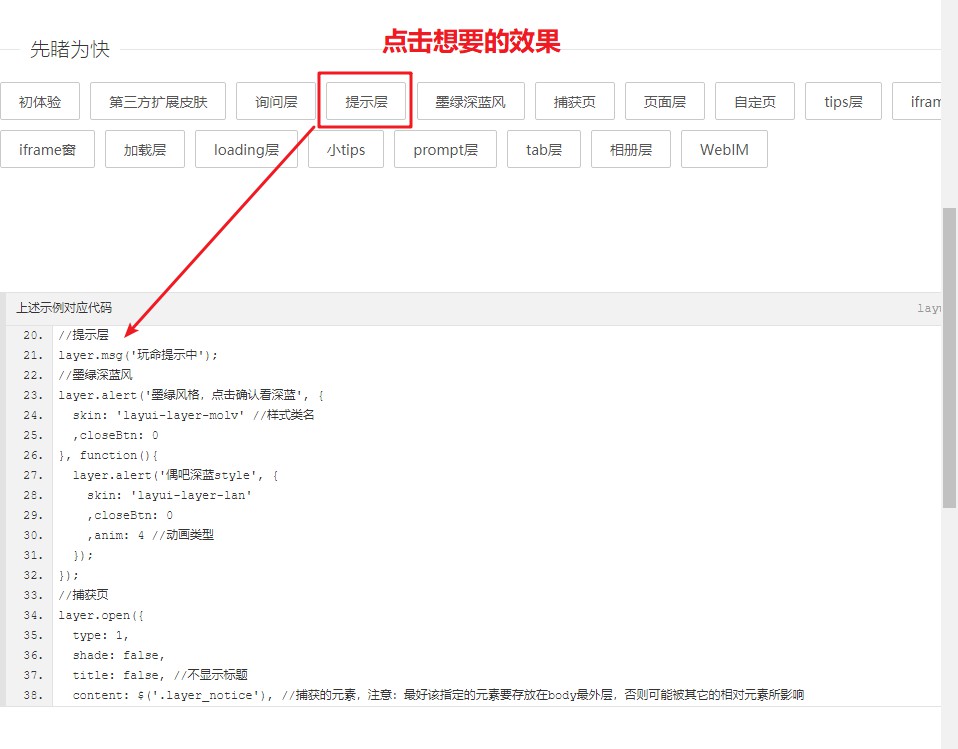 点击想要的效果
先睹为快
初体验 第三方扩展皮肤 询问层 提示层 墨绿深蓝风 捕获页 页面层 自定页 tips层 ifram
iframe窗 加载层 loading层 小tips prompt层 tab层 相册层 WebIM
上述示例对应代码 layu
20. //提示层
21. layer.msg('玩命提示中');
22. //墨绿深蓝风
23. layer.alert('墨绿风格，点击确认看深蓝', {
24. skin: 'layui-layer-molv' //样式类名
25. ,closeBtn: 0
26. }, function(){
27. layer.alert('偶吧深蓝style', {
28. skin: 'layui-layer-lan'
29. ,closeBtn: 0
30. ,anim: 4 //动画类型
31. });
32. });
33. //捕获页
34. layer.open({
35. type: 1,
36. shade: false,
37. title: false, //不显示标题
38. content: $('.layer_notice'), //捕获的元素，注意：最好该指定的元素要存放在body最外层，否则可能被其它的相对元素所影响